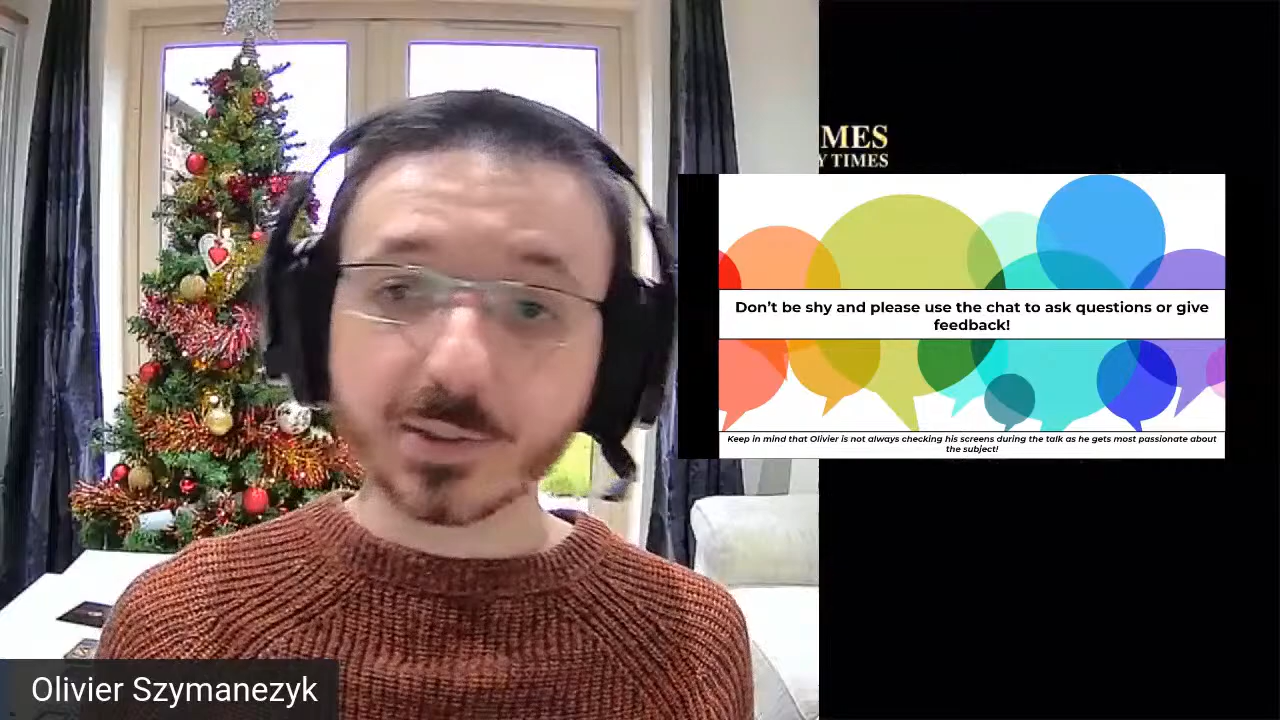 MES
Y TIMES
Don’t be shy and please use the chat to ask questions or give
feedback!
Keep in mind that Olivier is not always checking his screens during the talk as he gets most passionate about
the subject!
Olivier Szymanezyk